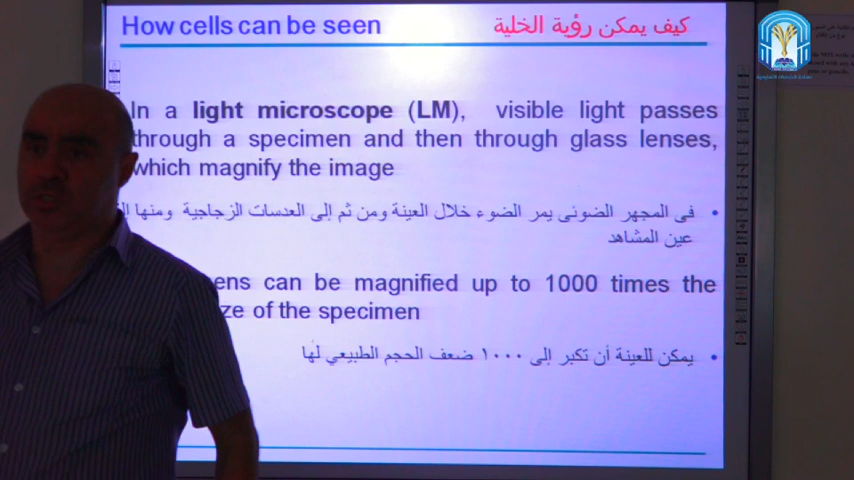 How cells can be seen
كيف يمكن رؤية الخلية
In a light microscope (LM), visible light passes
through a specimen and then through glass lenses,
which magnify the image
• فى المجهر الضوئى يمر الضوء خلال العينة ومن ثم إلى العدسات الزجاجية ومنها
عين المشاهد
can be magnified up to 1000 times the
of the specimen
• يمكن للعينة أن تكبر إلى ١٠٠٠ ضعف الحجم الطبيعي لها